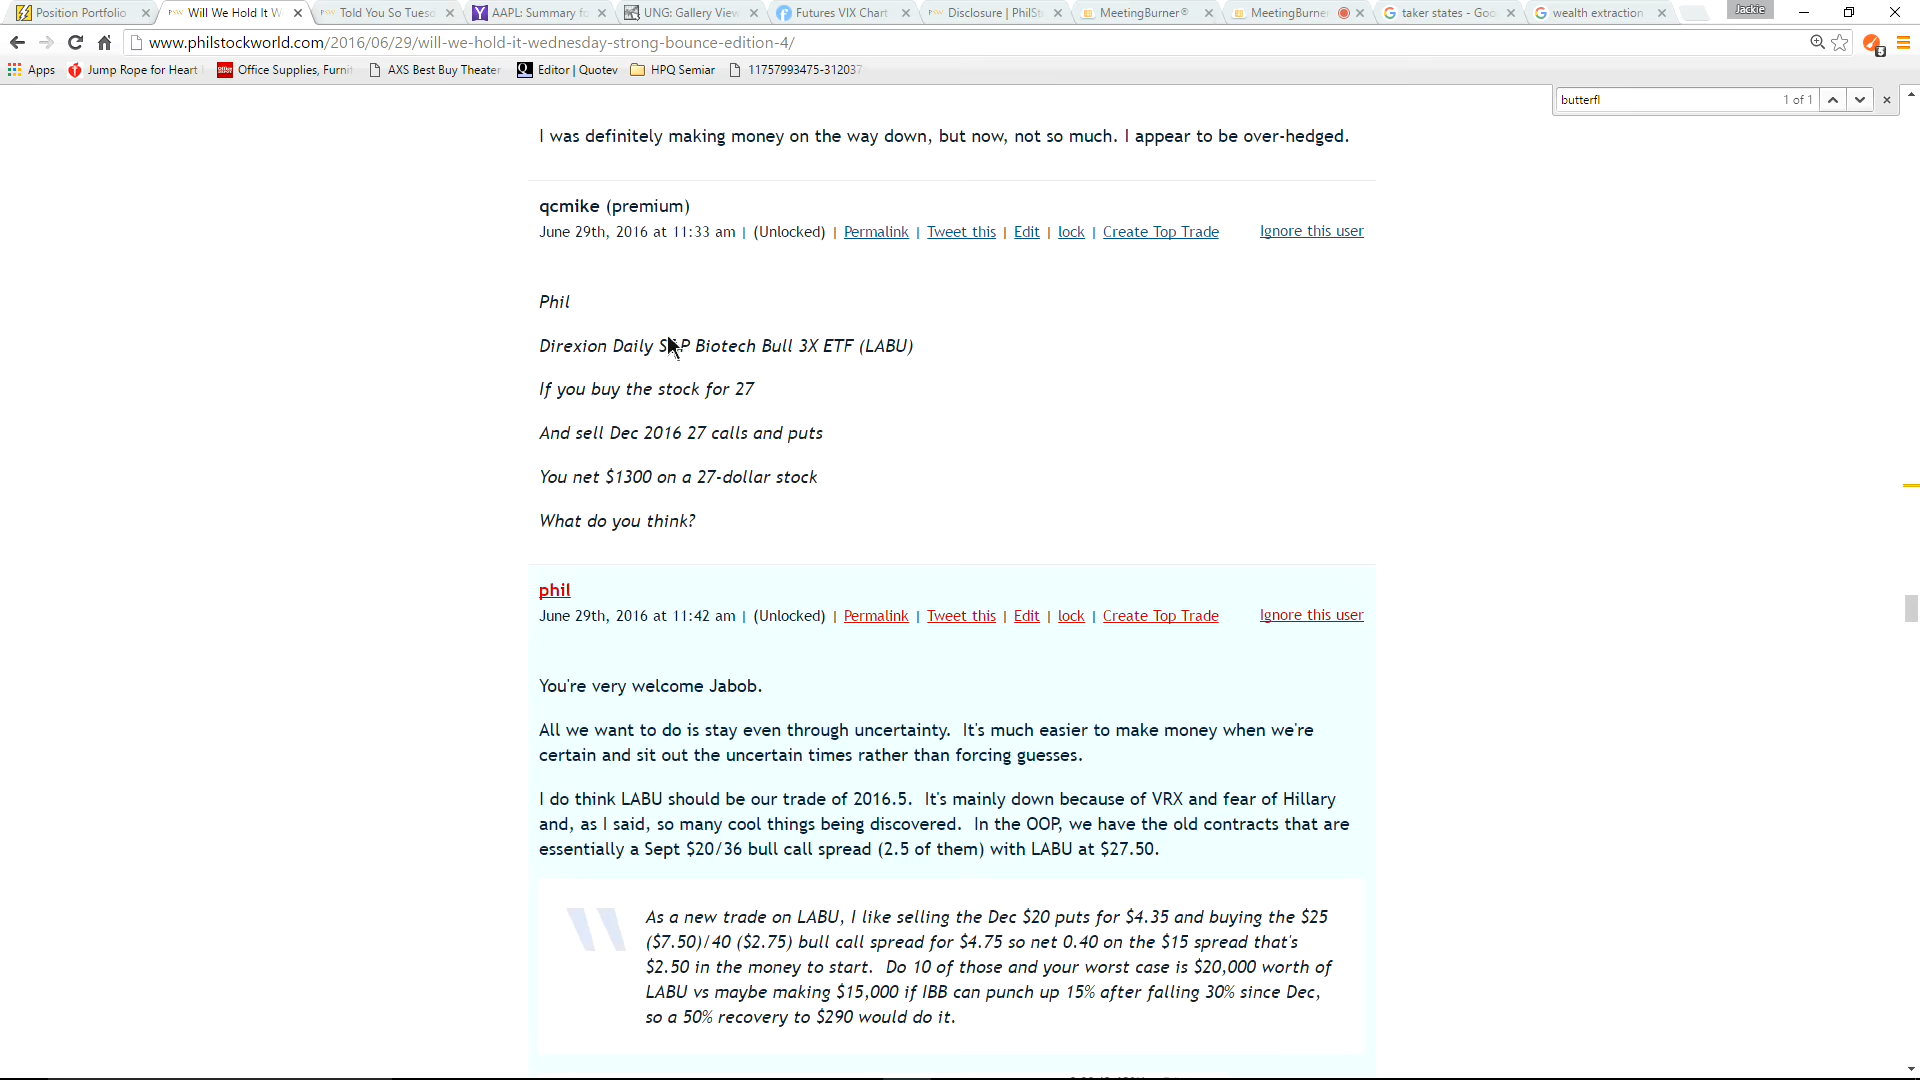 Position Portfolio
Will We Hold It W
Told You So Tuesd
AAPL: Summary fo
UNG: Gallery View
Futures VIX Chart
Disclosure | PhilSt
MeetingBurner®
MeetingBurner
taker states - Goo
wealth extraction
Jackie
www.philstockworld.com/2016/06/29/will-we-hold-it-wednesday-strong-bounce-edition-4/
Apps
Jump Rope for Heart
Office Supplies, Furni
AXS Best Buy Theater
Editor | Quotev
HPQ Semiar
11757993475-312037
butterfl 1 of 1
I was definitely making money on the way down, but now, not so much. I appear to be over-hedged.
qcmike (premium)
June 29th, 2016 at 11:33 am | (Unlocked) | Permalink | Tweet this | Edit | lock | Create Top Trade Ignore this user
Phil
Direxion Daily S&P Biotech Bull 3X ETF (LABU)
If you buy the stock for 27
And sell Dec 2016 27 calls and puts
You net $1300 on a 27-dollar stock
What do you think?
phil
June 29th, 2016 at 11:42 am | (Unlocked) | Permalink | Tweet this | Edit | lock | Create Top Trade Ignore this user
You're very welcome Jabob.
All we want to do is stay even through uncertainty. It's much easier to make money when we're
certain and sit out the uncertain times rather than forcing guesses.
I do think LABU should be our trade of 2016.5. It's mainly down because of VRX and fear of Hillary
and, as I said, so many cool things being discovered. In the OOP, we have the old contracts that are
essentially a Sept $20/36 bull call spread (2.5 of them) with LABU at $27.50.
As a new trade on LABU, I like selling the Dec $20 puts for $4.35 and buying the $25
($7.50)/40 ($2.75) bull call spread for $4.75 so net 0.40 on the $15 spread that's
$2.50 in the money to start. Do 10 of those and your worst case is $20,000 worth of
LABU vs maybe making $15,000 if IBB can punch up 15% after falling 30% since Dec,
so a 50% recovery to $290 would do it.